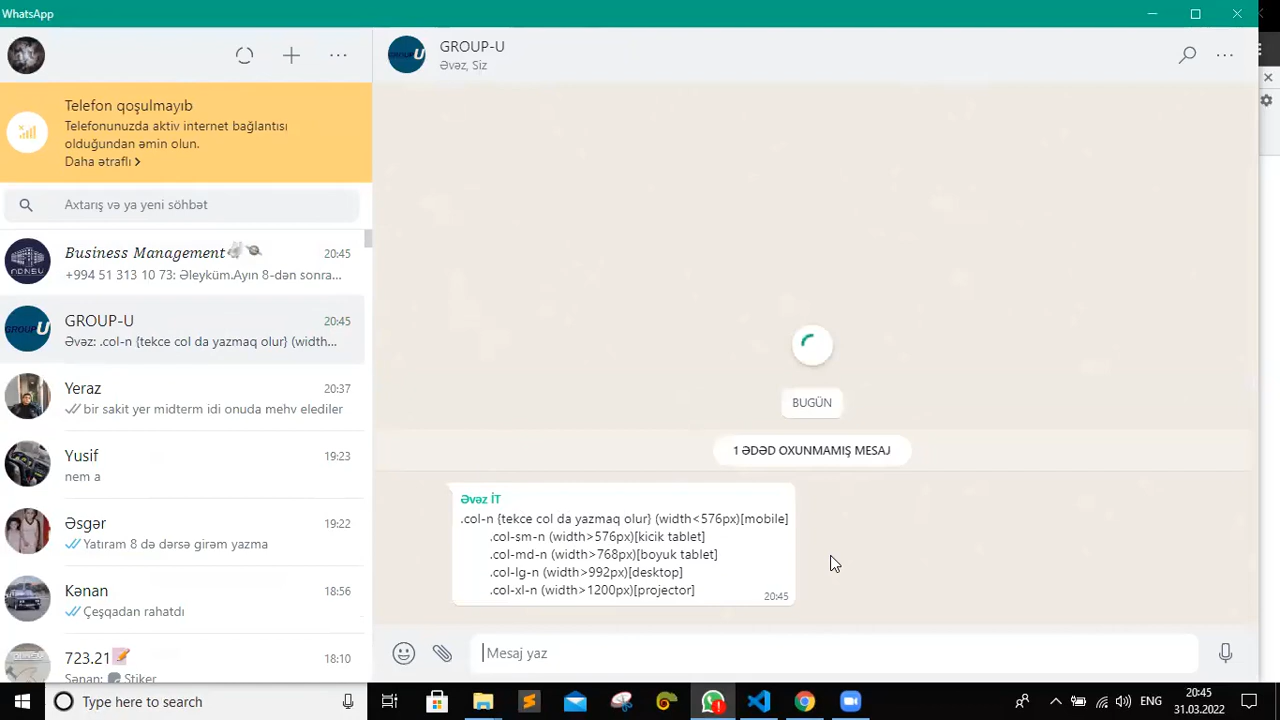 WhatsApp
Telefon qoşulmayıb
Telefonunuzda aktiv internet bağlantısı
olduğundan əmin olun.
Daha ətraflı
Axtarış və ya yeni söhbət
Business Management
20:45
+994 51 313 10 73: Əleyküm.Ayın 8-dən sonra...
GROUP-U
20:45
Əvəz: .col-n {tekce col da yazmaq olur} (width...
Yeraz
20:37
bir sakit yer midterm idi onuda mehv elediler
Yusif
19:23
nem a
Əsgər
19:22
Yatıram 8 də dərsə girəm yazma
Kənan
18:56
Ceşqadan rahatdı
723.21
18:10
Sənan: Stiker
GROUP-U
Əvəz, Siz
BUGÜN
1 ƏDƏD OXUNMAMIŞ MESAJ
Əvəz İT
.col-n {tekce col da yazmaq olur} (width<576px)[mobile]
.col-sm-n (width>576px)[kicik tablet]
.col-md-n (width>768px)[boyuk tablet]
.col-lg-n (width>992px)[desktop]
.col-xl-n (width>1200px)[projector]
20:45
Mesaj yaz
Type here to search
ENG
20:45
31.03.2022